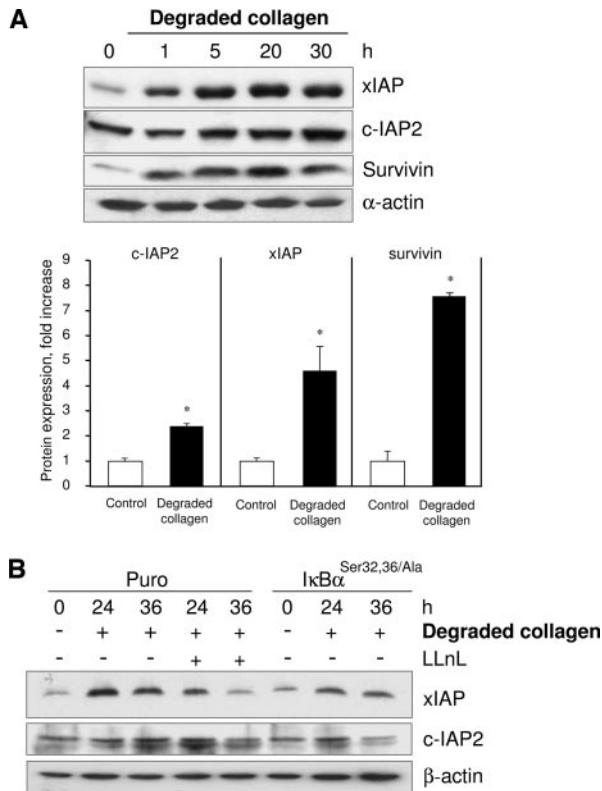 A
Degraded collagen
0 1 5 20 30 h
xIAP
c-IAP2
Survivin
α-actin
c-IAP2 xIAP survivin
Protein expression, fold increase
9
8
7
6
5
4
3
2
1
0
* * *
Control Degraded collagen Control Degraded collagen Control Degraded collagen
B
Puro IκBα Ser32,36/Ala
0 24 36 24 36 0 24 36 h
- + + + + - + + Degraded collagen
- - - + + - - - LLnL
xIAP
c-IAP2
β-actin